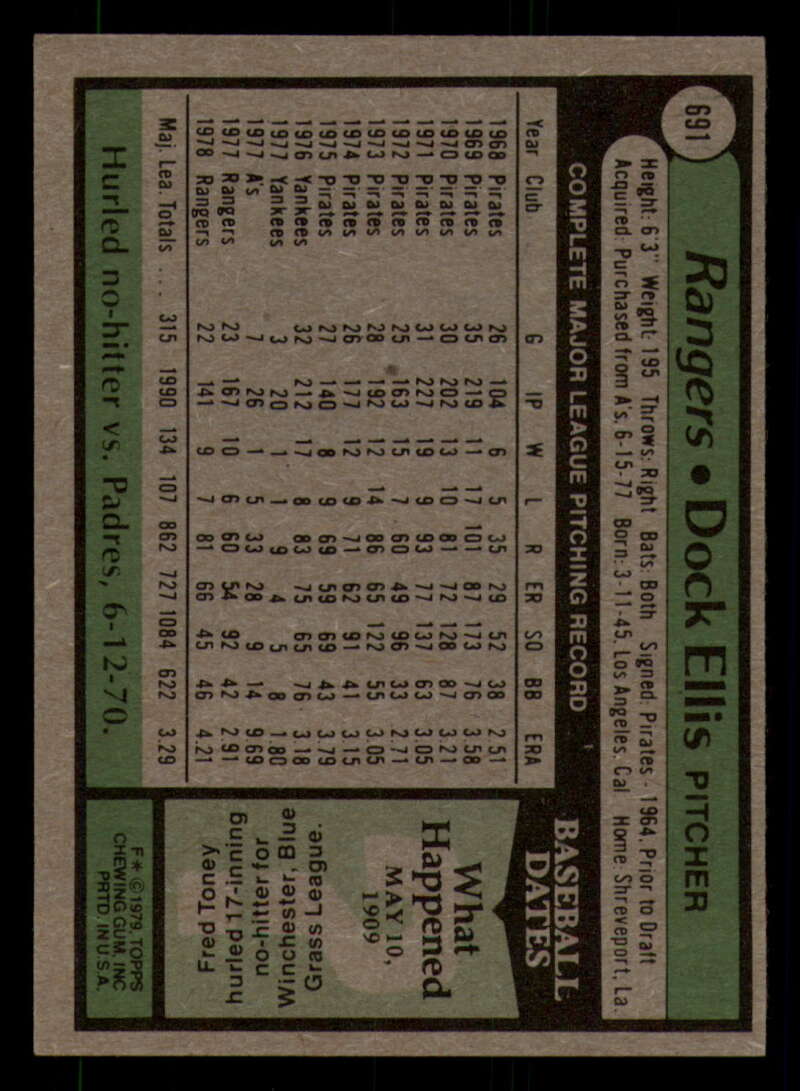 691
Rangers • Dock Ellis PITCHER
Height: 6'3" Weight: 195 Throws: Right Bats: Both Signed: Pirates - 1964, Prior to Draft
Acquired: Purchased from A's, 6-15-77 Born: 3-11-45, Los Angeles, Cal Home: Shreveport, La.
COMPLETE MAJOR LEAGUE PITCHING RECORD
Year Club G IP W L R ER SO BB ERA
1968 Pirates 26 104 6 5 35 29 52 38 2.51
1969 Pirates 35 219 11 17 101 87 173 76 3.58
1970 Pirates 30 202 13 10 81 72 128 87 3.21
1971 Pirates 31 227 19 9 93 77 137 63 3.05
1972 Pirates 25 163 15 7 60 49 96 33 2.71
1973 Pirates 28 192 12 14 86 65 122 55 3.05
1974 Pirates 26 177 12 9 71 62 91 41 3.15
1975 Pirates 27 140 8 9 69 59 69 43 3.79
1976 Yankees 32 212 17 8 83 75 65 76 3.18
1977 Yankees 3 20 1 1 9 4 5 8 1.80
1977 A's 7 26 1 5 33 28 9 14 9.69
1977 Rangers 23 167 10 6 60 54 92 42 2.91
1978 Rangers 22 141 9 7 81 66 45 46 4.21
Maj. Lea. Totals .... 315 1990 134 107 862 727 1084 622 3.29
Hurled no-hitter vs. Padres, 6-12-70.
BASEBALL
DATES
What
Happened
MAY 10,
1909
Fred Toney
hurled 17-inning
no-hitter for
Winchester, Blue
Grass League.
F* © 1979, TOPPS
CHEWING GUM, INC
PRTD. IN U.S.A.